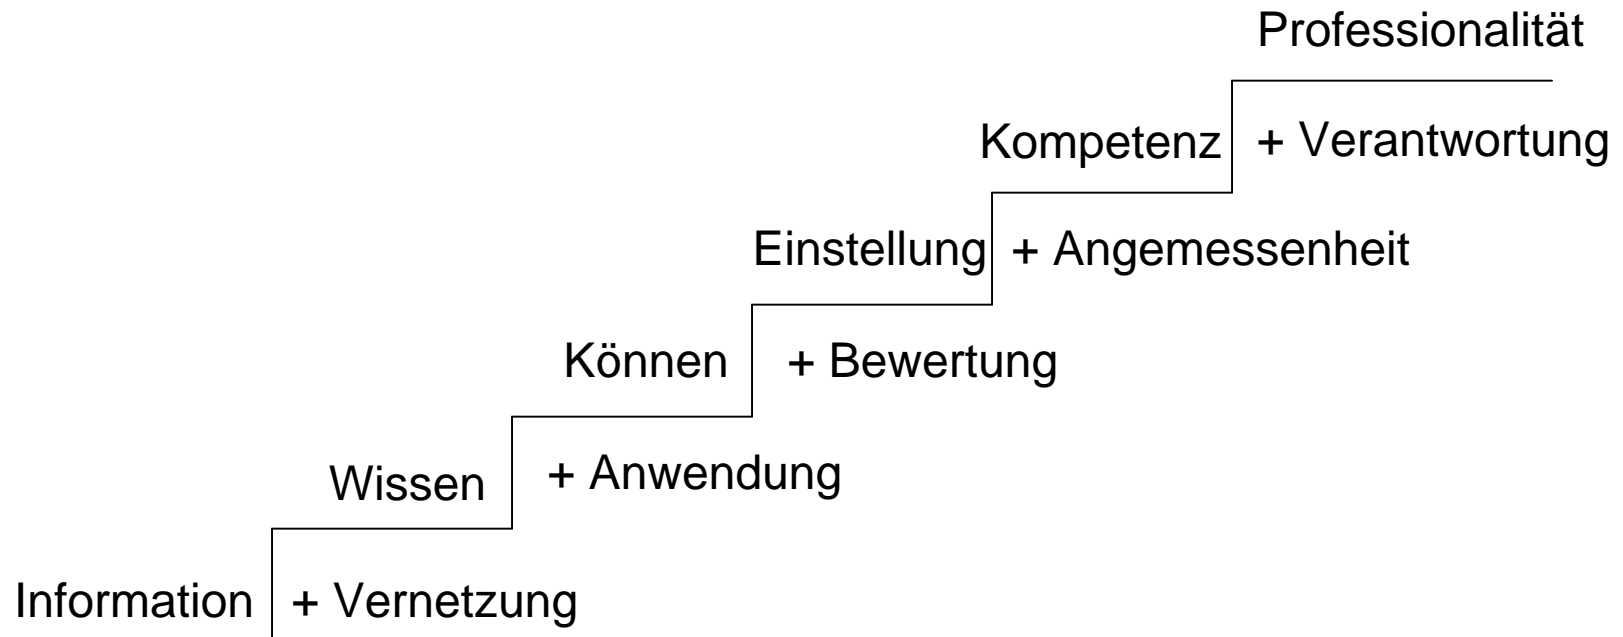 Professionalität
Kompetenz + Verantwortung
Einstellung + Angemessenheit
Können + Bewertung
Wissen + Anwendung
Information + Vernetzung